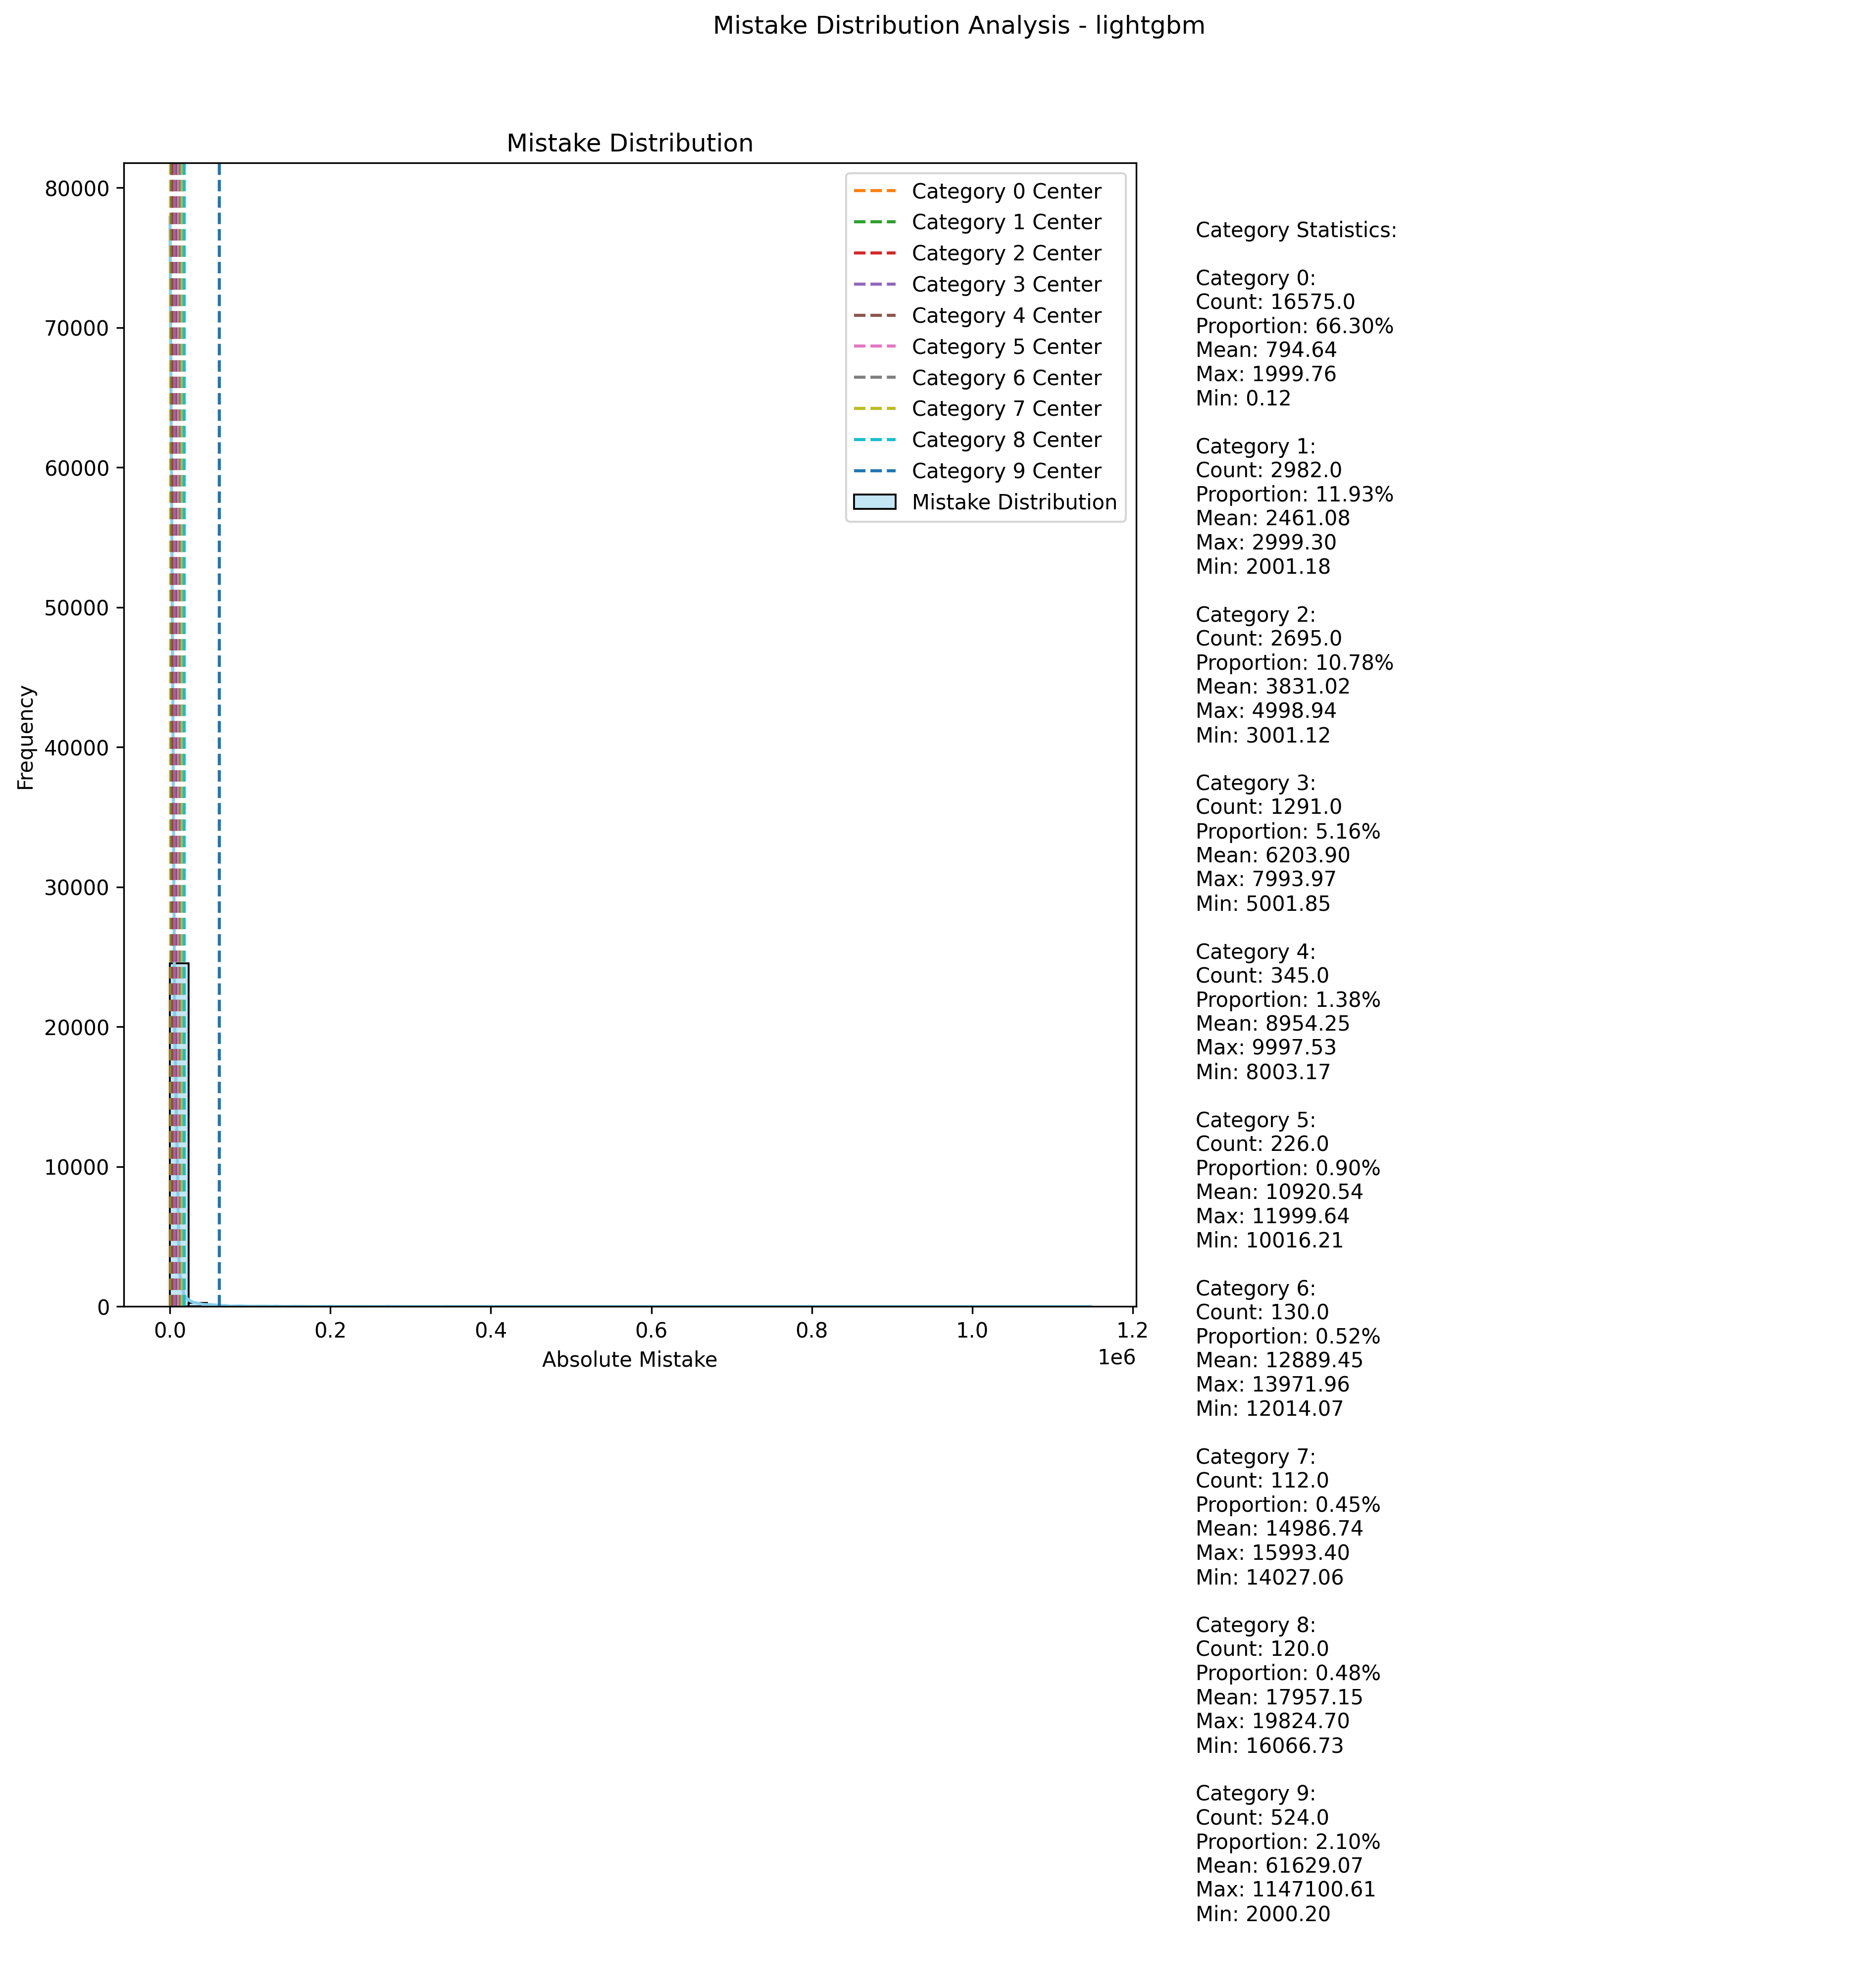 Mistake Distribution Analysis - lightgbm
Mistake Distribution
80000
70000
60000
50000
40000
30000
20000
10000
0
Frequency
0.0 0.2 0.4 0.6 0.8 1.0 1.2
1e6
Absolute Mistake
Category 0 Center
Category 1 Center
Category 2 Center
Category 3 Center
Category 4 Center
Category 5 Center
Category 6 Center
Category 7 Center
Category 8 Center
Category 9 Center
Mistake Distribution
Category Statistics:
Category 0:
Count: 16575.0
Proportion: 66.30%
Mean: 794.64
Max: 1999.76
Min: 0.12
Category 1:
Count: 2982.0
Proportion: 11.93%
Mean: 2461.08
Max: 2999.30
Min: 2001.18
Category 2:
Count: 2695.0
Proportion: 10.78%
Mean: 3831.02
Max: 4998.94
Min: 3001.12
Category 3:
Count: 1291.0
Proportion: 5.16%
Mean: 6203.90
Max: 7993.97
Min: 5001.85
Category 4:
Count: 345.0
Proportion: 1.38%
Mean: 8954.25
Max: 9997.53
Min: 8003.17
Category 5:
Count: 226.0
Proportion: 0.90%
Mean: 10920.54
Max: 11999.64
Min: 10016.21
Category 6:
Count: 130.0
Proportion: 0.52%
Mean: 12889.45
Max: 13971.96
Min: 12014.07
Category 7:
Count: 112.0
Proportion: 0.45%
Mean: 14986.74
Max: 15993.40
Min: 14027.06
Category 8:
Count: 120.0
Proportion: 0.48%
Mean: 17957.15
Max: 19824.70
Min: 16066.73
Category 9:
Count: 524.0
Proportion: 2.10%
Mean: 61629.07
Max: 1147100.61
Min: 2000.20